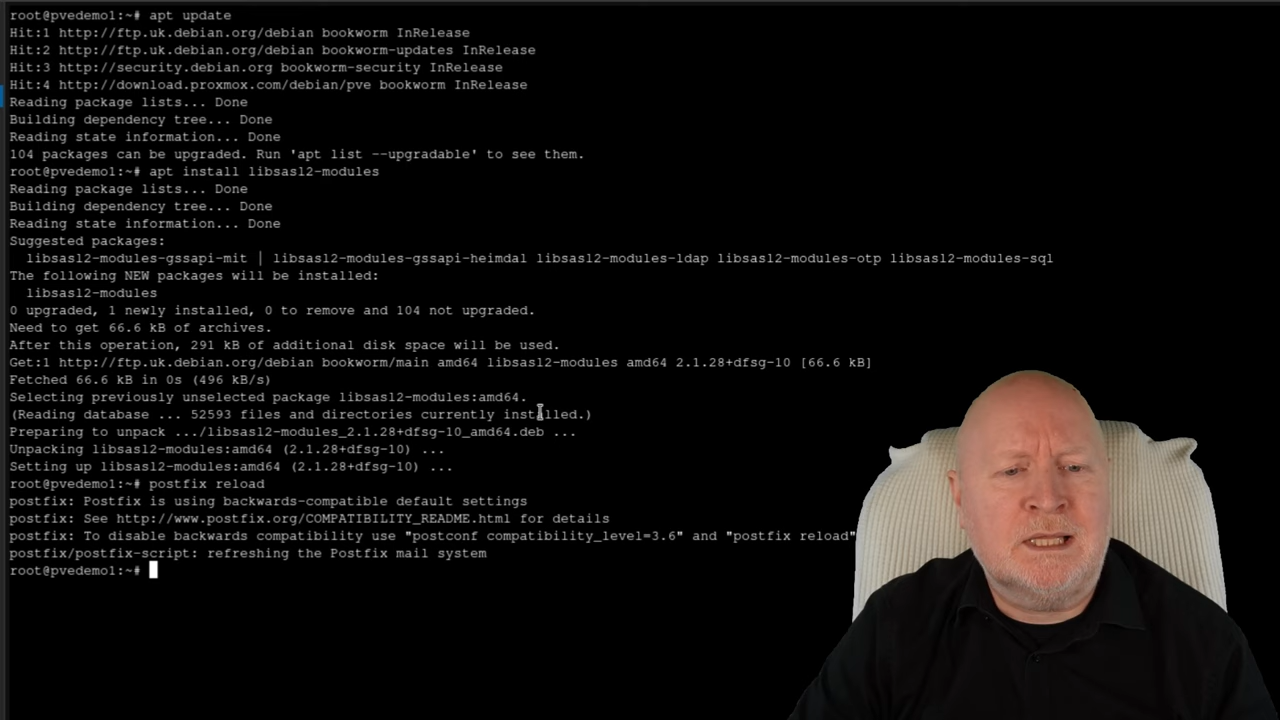 root@pvedemo1:~# apt update
Hit:1 http://ftp.uk.debian.org/debian bookworm InRelease
Hit:2 http://ftp.uk.debian.org/debian bookworm-updates InRelease
Hit:3 http://security.debian.org bookworm-security InRelease
Hit:4 http://download.proxmox.com/debian/pve bookworm InRelease
Reading package lists... Done
Building dependency tree... Done
Reading state information... Done
104 packages can be upgraded. Run 'apt list --upgradable' to see them.
root@pvedemo1:~# apt install libsasl2-modules
Reading package lists... Done
Building dependency tree... Done
Reading state information... Done
Suggested packages:
  libsasl2-modules-gssapi-mit | libsasl2-modules-gssapi-heimdal libsasl2-modules-ldap libsasl2-modules-otp libsasl2-modules-sql
The following NEW packages will be installed:
  libsasl2-modules
0 upgraded, 1 newly installed, 0 to remove and 104 not upgraded.
Need to get 66.6 kB of archives.
After this operation, 291 kB of additional disk space will be used.
Get:1 http://ftp.uk.debian.org/debian bookworm/main amd64 libsasl2-modules amd64 2.1.28+dfsg-10 [66.6 kB]
Fetched 66.6 kB in 0s (496 kB/s)
Selecting previously unselected package libsasl2-modules:amd64.
(Reading database ... 52593 files and directories currently installed.)
Preparing to unpack .../libsasl2-modules_2.1.28+dfsg-10_amd64.deb ...
Unpacking libsasl2-modules:amd64 (2.1.28+dfsg-10) ...
Setting up libsasl2-modules:amd64 (2.1.28+dfsg-10) ...
root@pvedemo1:~# postfix reload
postfix: Postfix is using backwards-compatible default settings
postfix: See http://www.postfix.org/COMPATIBILITY_README.html for details
postfix: To disable backwards compatibility use "postconf compatibility_level=3.6" and "postfix reload"
postfix/postfix-script: refreshing the Postfix mail system
root@pvedemo1:~#